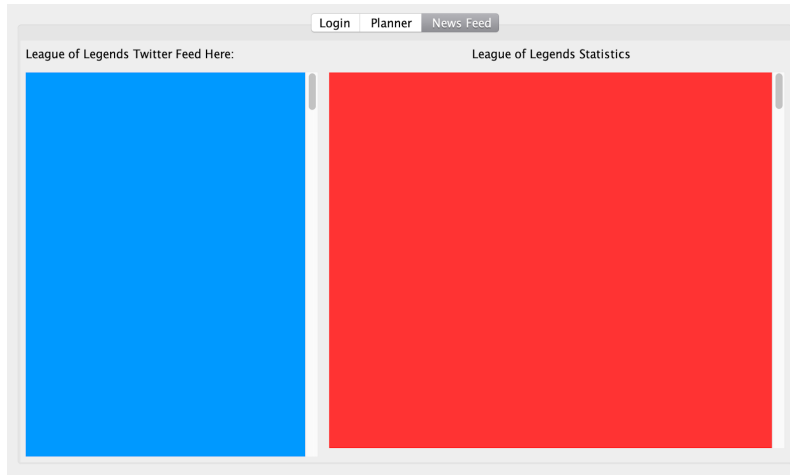 Login Planner News Feed
League of Legends Twitter Feed Here: League of Legends Statistics